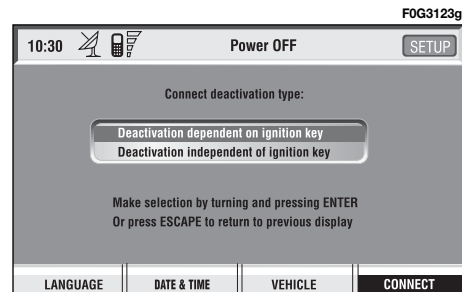 F0G3123g
10:30 Power OFF SETUP
Connect deactivation type:
Deactivation dependent on ignition key
Deactivation independent of ignition key
Make selection by turning and pressing ENTER
Or press ESCAPE to return to previous display
LANGUAGE DATE & TIME VEHICLE CONNECT